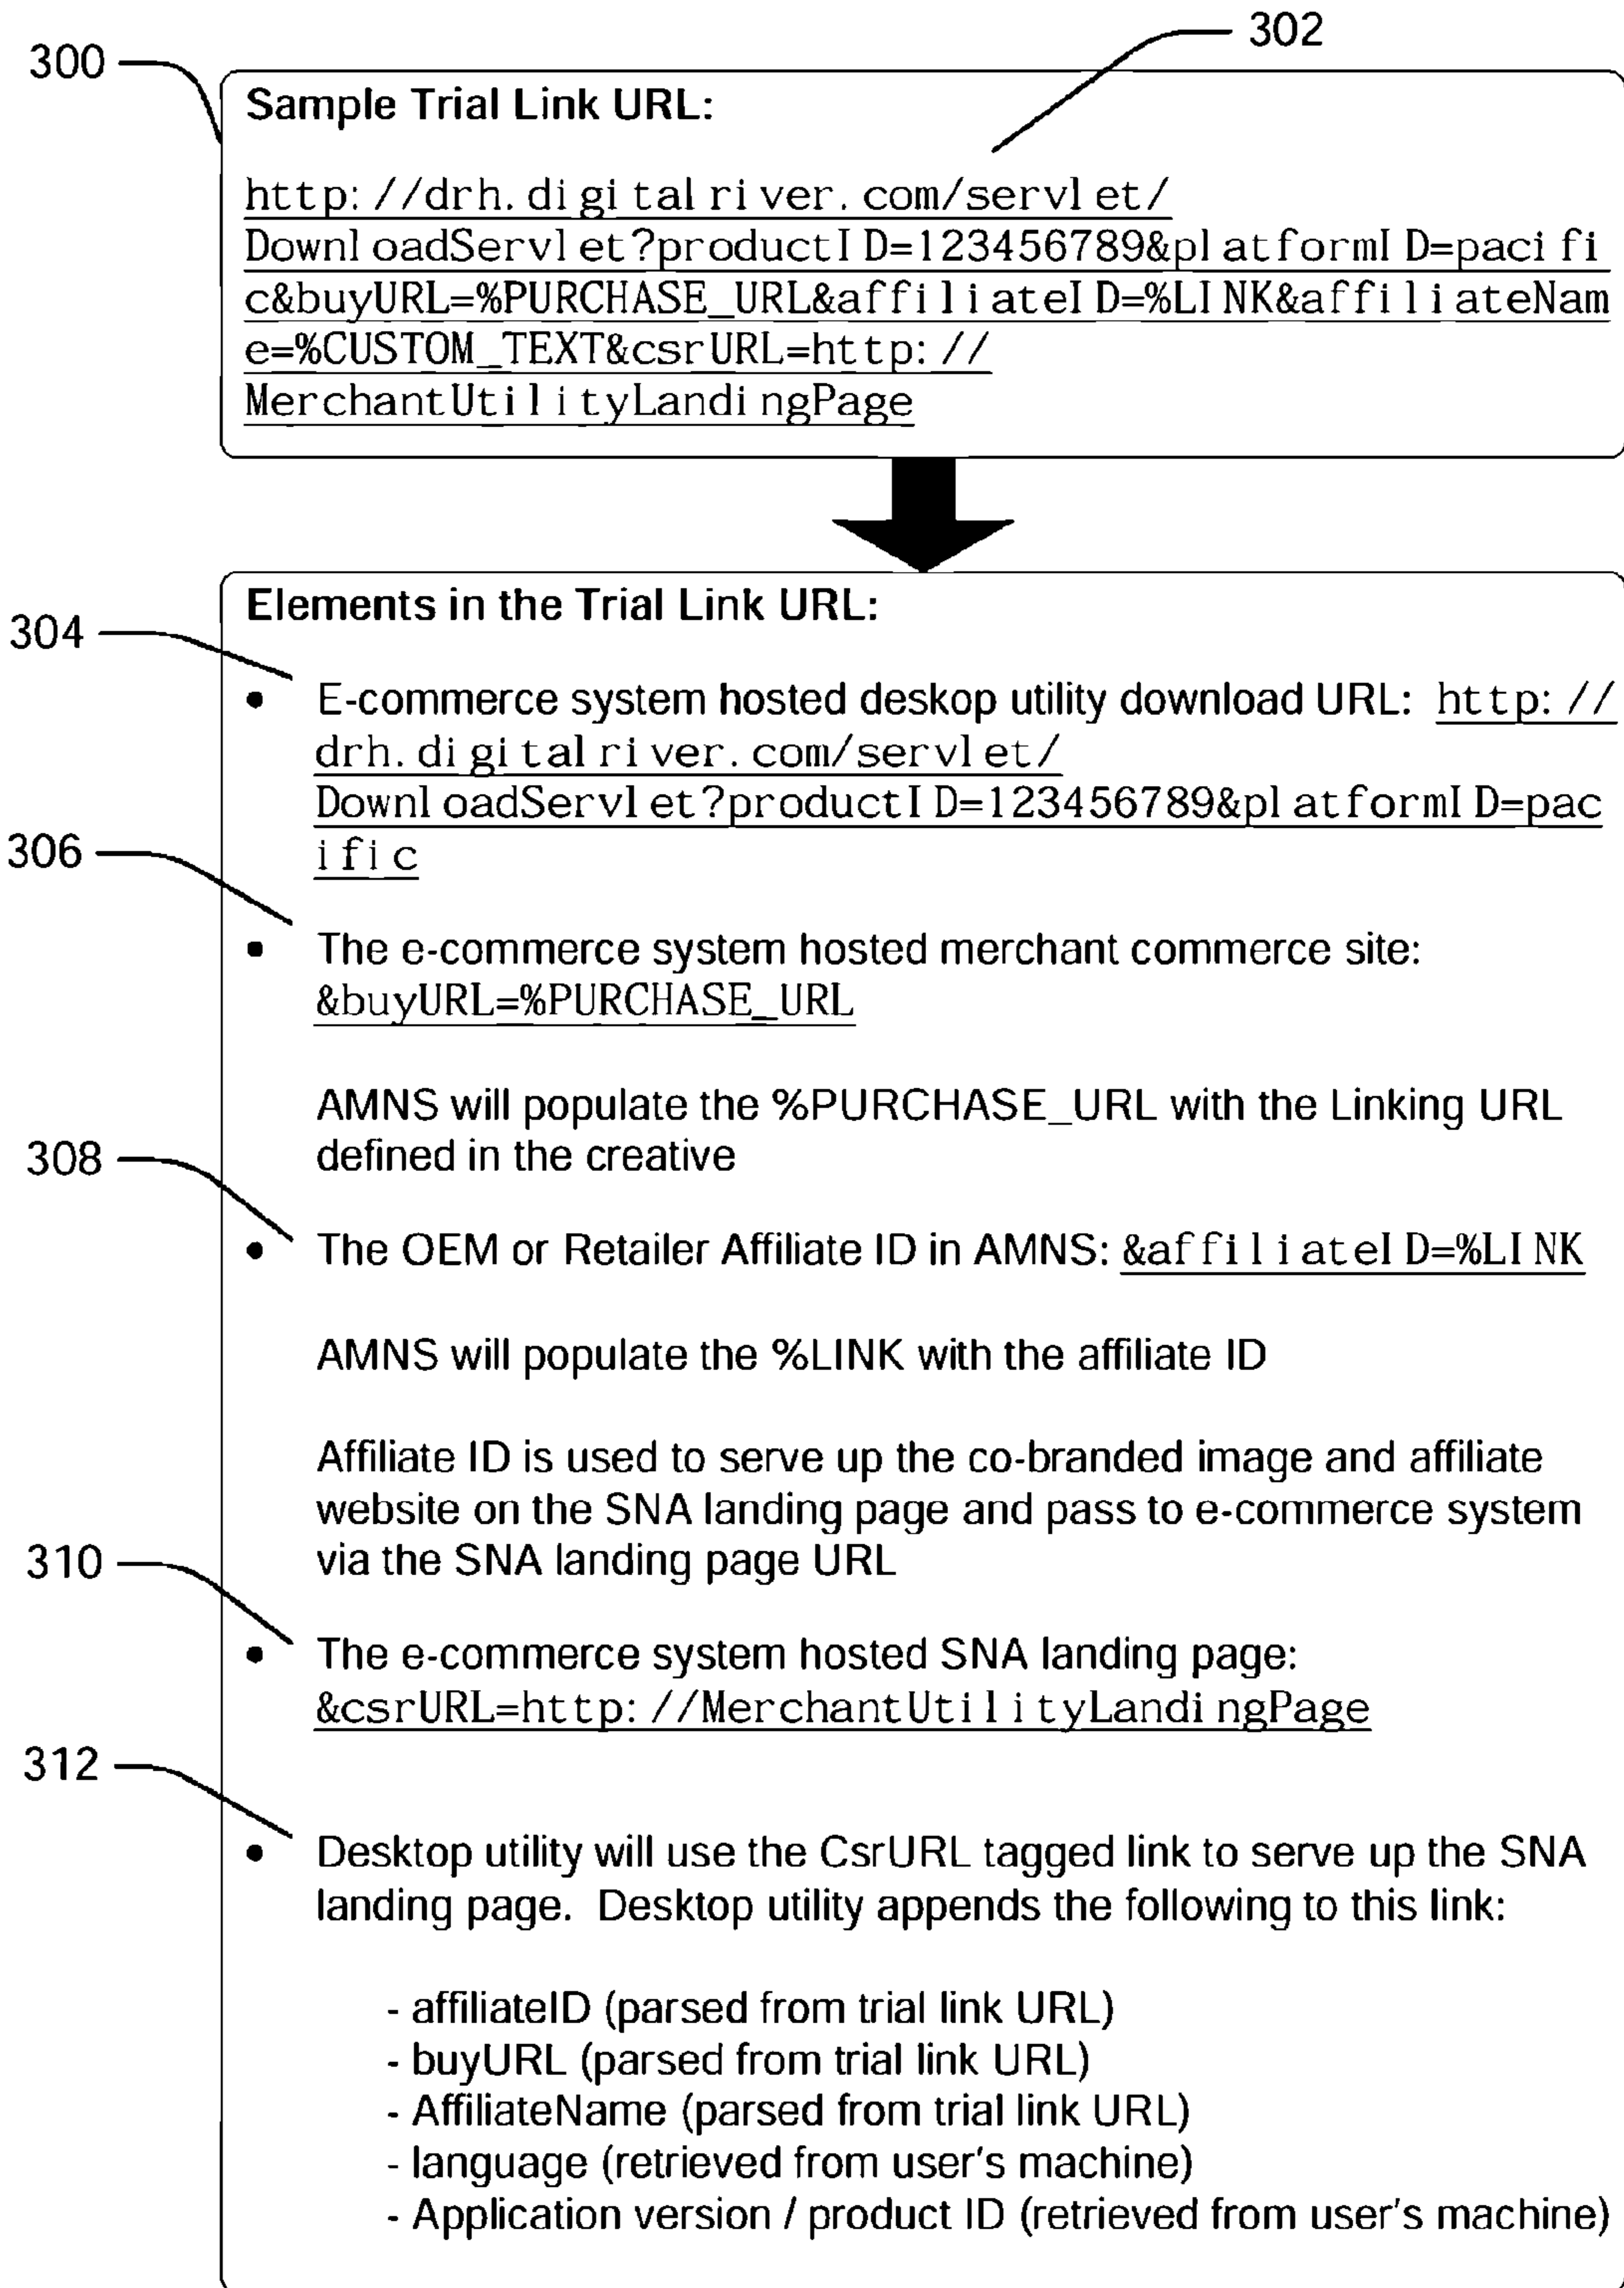 302
300
Sample Trial Link URL:
http://drh.digitalriver.com/servlet/
DownloadServlet?productID=123456789&platformID=pacifi
c&buyURL=%PURCHASE_URL&affiliateID=%LINK&affiliateNam
e=%CUSTOM_TEXT&csrURL=http://
MerchantUtilityLandingPage
Elements in the Trial Link URL:
304
• E-commerce system hosted deskop utility download URL: http://
drh.digitalriver.com/servlet/
DownloadServlet?productID=123456789&platformID=pac
ific
306
• The e-commerce system hosted merchant commerce site:
&buyURL=%PURCHASE_URL
AMNS will populate the %PURCHASE_URL with the Linking URL
defined in the creative
308
• The OEM or Retailer Affiliate ID in AMNS: &affiliateID=%LINK
AMNS will populate the %LINK with the affiliate ID
Affiliate ID is used to serve up the co-branded image and affiliate
website on the SNA landing page and pass to e-commerce system
via the SNA landing page URL
310
• The e-commerce system hosted SNA landing page:
&csrURL=http://MerchantUtilityLandingPage
312
• Desktop utility will use the CsrURL tagged link to serve up the SNA
landing page. Desktop utility appends the following to this link:
- affiliateID (parsed from trial link URL)
- buyURL (parsed from trial link URL)
- AffiliateName (parsed from trial link URL)
- language (retrieved from user's machine)
- Application version / product ID (retrieved from user's machine)